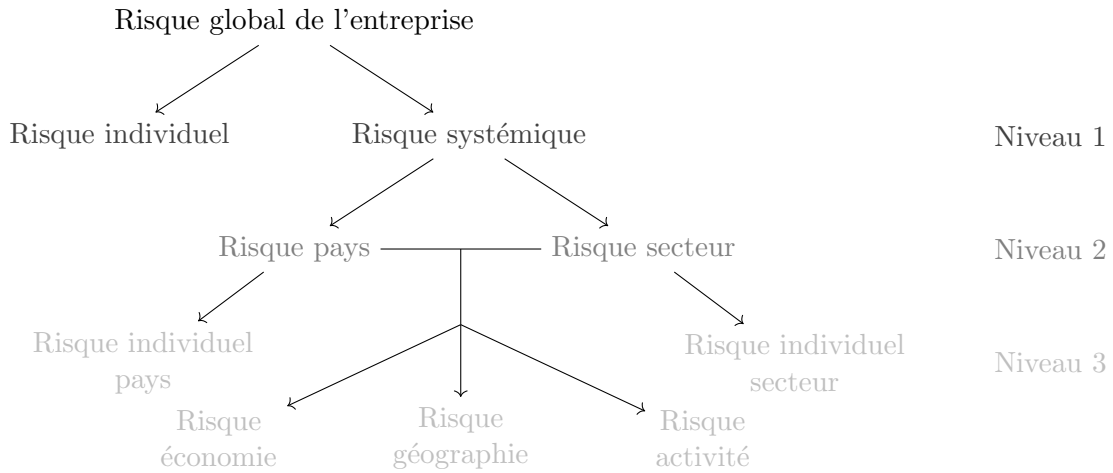 Risque global de l'entreprise
Risque individuel
Risque systémique
Niveau 1
Risque pays
Risque secteur
Niveau 2
Risque individuel
pays
Risque individuel
secteur
Niveau 3
Risque
économie
Risque
géographie
Risque
activité